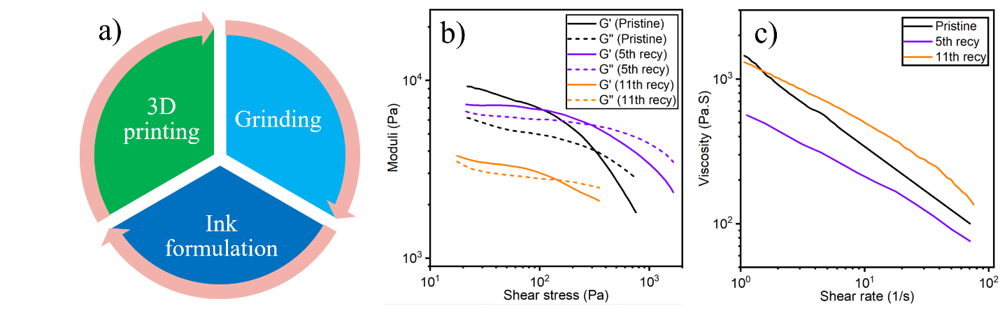 a)
3D
printing
Grinding
Ink
formulation
b)
G' (Pristine)
G" (Pristine)
G' (5th recy)
G" (5th recy)
G' (11th recy)
G" (11th recy)
Moduli (Pa)
10⁴
10³
10¹
10²
10³
Shear stress (Pa)
c)
Pristine
5th recy
11th recy
Viscosity (Pa.S)
10³
10²
10⁰
10¹
10²
Shear rate (1/s)